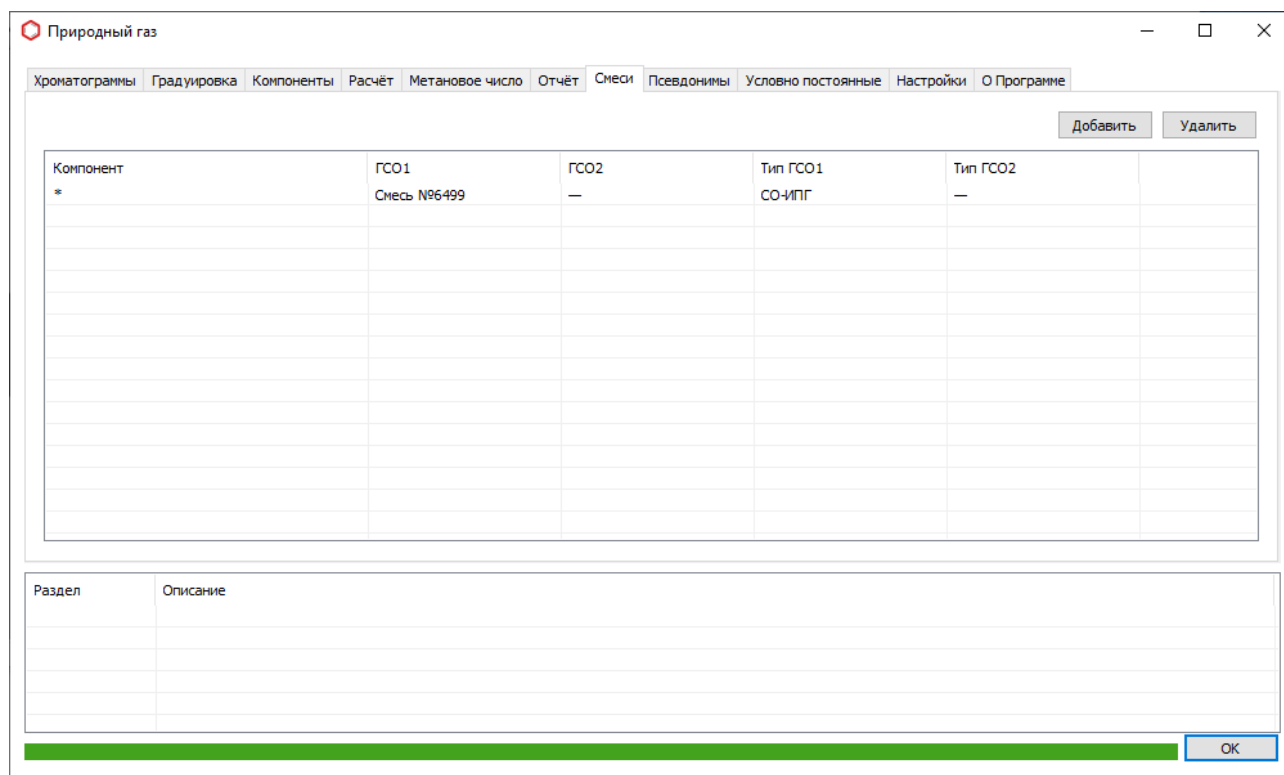 Природный газ
Хроматограммы Градуировка Компоненты Расчёт Метановое число Отчёт Смеси Псевдонимы Условно постоянные Настройки О Программе
Добавить Удалить
Компонент ГСО1 ГСО2 Тип ГСО1 Тип ГСО2
* Смесь №6499 — СО-ИПГ —
Раздел Описание
ОК